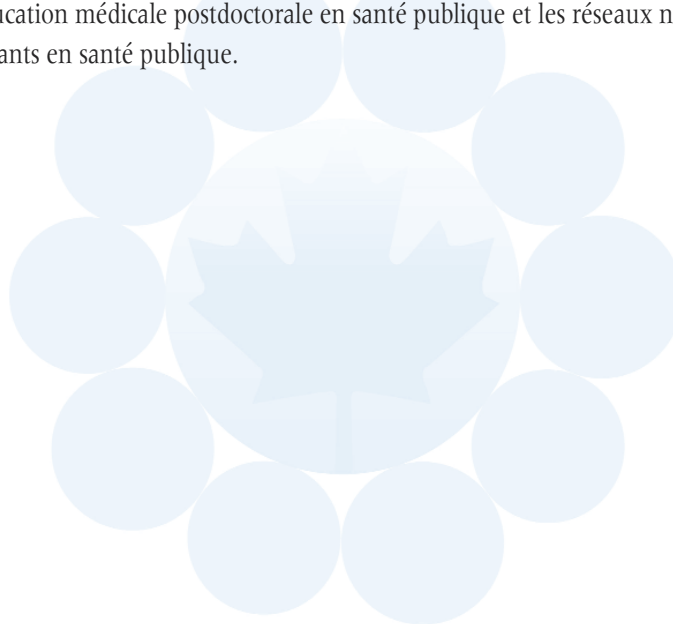 ucation médicale postdoctorale en santé publique et les réseaux n
ants en santé publique.